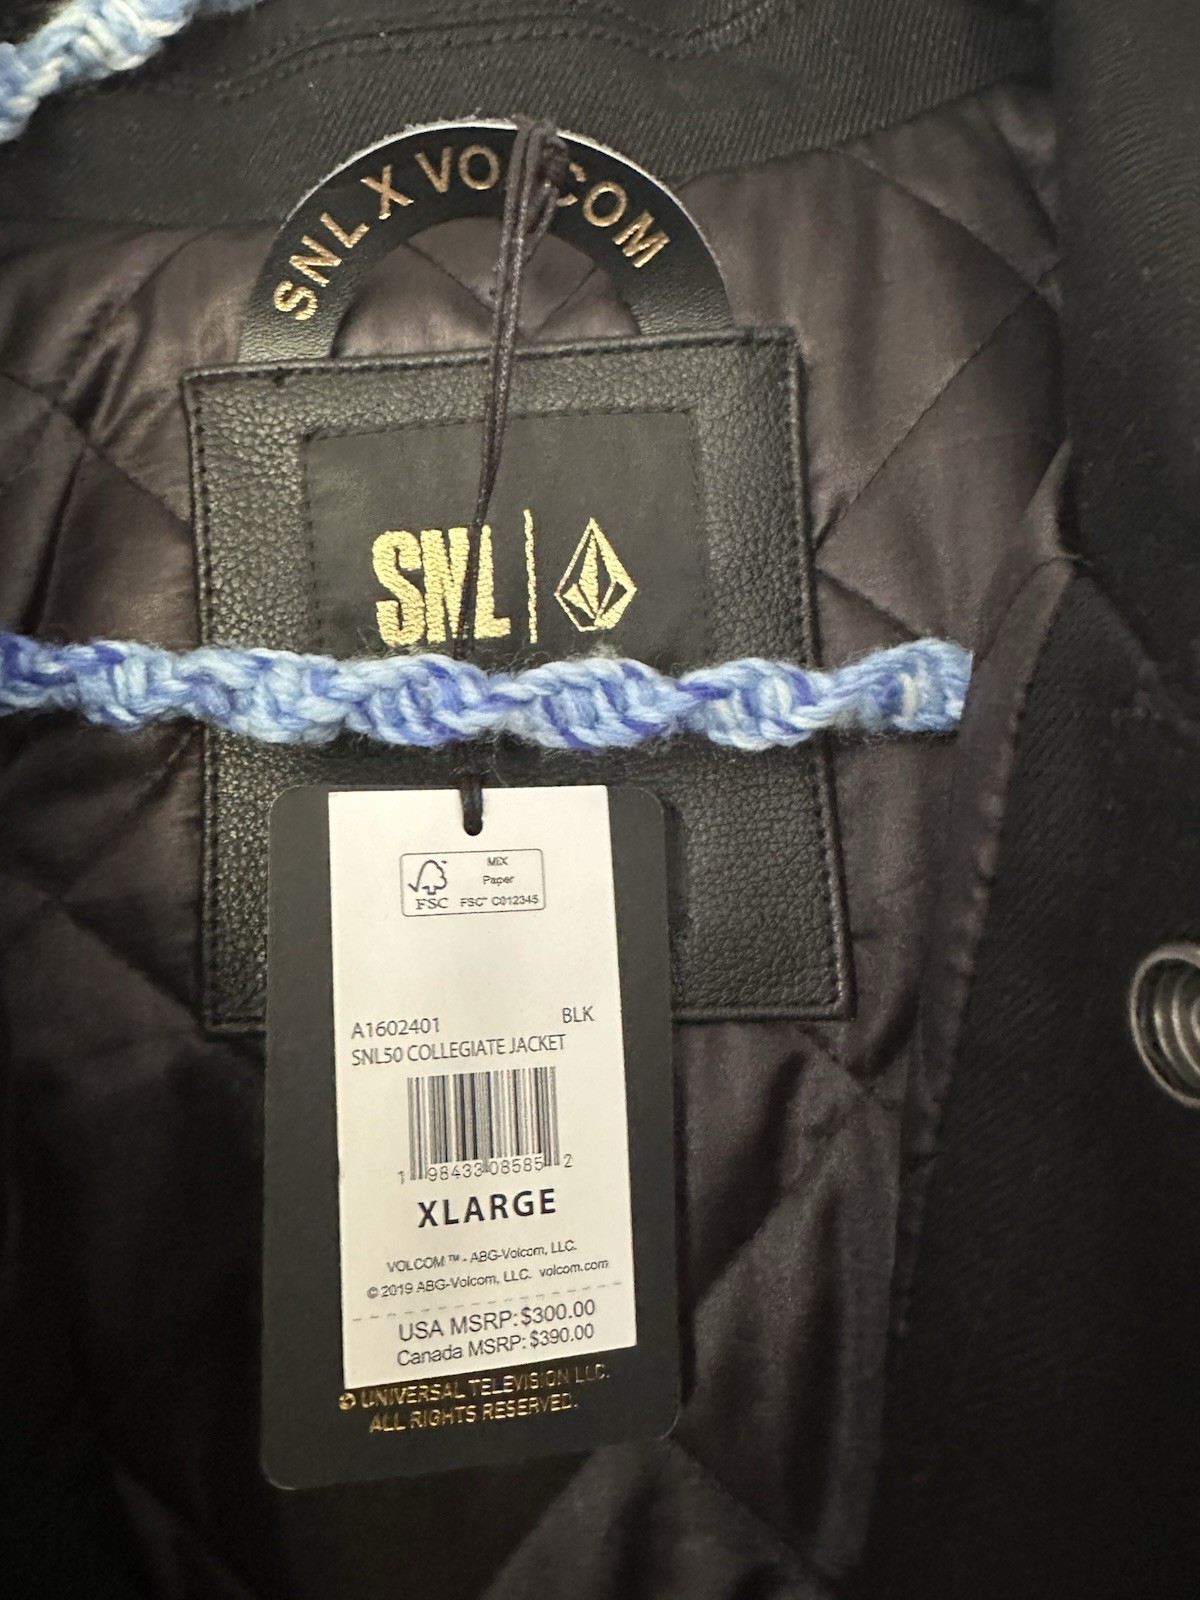 SNL X VOLCOM
SNL
MIX
Paper
FSC
FSC™ C012345
A1602401
BLK
SNL50 COLLEGIATE JACKET
1 98433 08585 2
XLARGE
VOLCOM ™ - ABG-Volcom, LLC.
© 2019 ABG-Volcom, LLC. volcom.com
USA MSRP: $300.00
Canada MSRP: $390.00
© UNIVERSAL TELEVISION LLC.
ALL RIGHTS RESERVED.